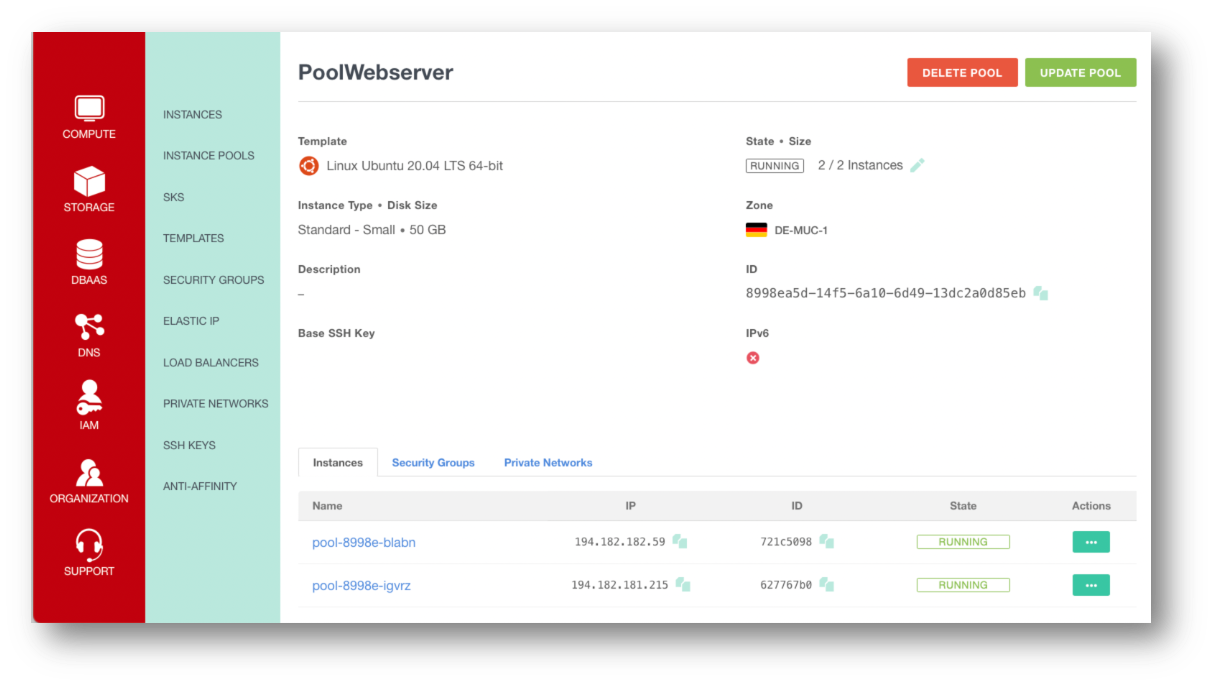 COMPUTE
STORAGE
DBAAS
DNS
IAM
ORGANIZATION
SUPPORT
INSTANCES
INSTANCE POOLS
SKS
TEMPLATES
SECURITY GROUPS
ELASTIC IP
LOAD BALANCERS
PRIVATE NETWORKS
SSH KEYS
ANTI-AFFINITY
PoolWebserver
DELETE POOL
UPDATE POOL
Template
Linux Ubuntu 20.04 LTS 64-bit
State • Size
RUNNING 2 / 2 Instances
Instance Type • Disk Size
Standard - Small • 50 GB
Zone
DE-MUC-1
Description
–
ID
8998ea5d-14f5-6a10-6d49-13dc2a0d85eb
Base SSH Key
IPv6
Instances Security Groups Private Networks
Name IP ID State Actions
pool-8998e-blabn 194.182.182.59 721c5098 RUNNING
pool-8998e-igvrz 194.182.181.215 627767b0 RUNNING